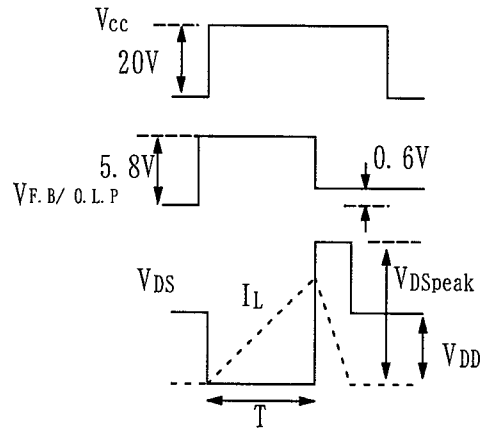 Vcc
20V
5.8V
0.6V
VF.B/ O.L.P
VDS
IL
VDSpeak
VDD
T